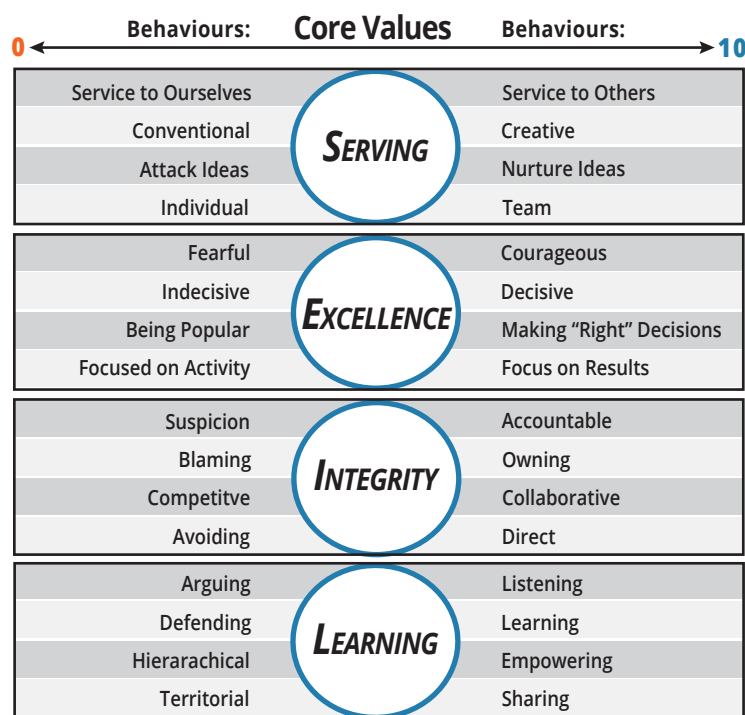 Behaviours: Core Values Behaviours:
0 10
Service to Ourselves Service to Others
Conventional Creative
SERVING
Attack Ideas Nurture Ideas
Individual Team
Fearful Courageous
Indecisive Decisive
EXCELLENCE
Being Popular Making “Right” Decisions
Focused on Activity Focus on Results
Suspicion Accountable
Blaming Owning
INTEGRITY
Competitve Collaborative
Avoiding Direct
Arguing Listening
Defending Learning
LEARNING
Hierarachical Empowering
Territorial Sharing